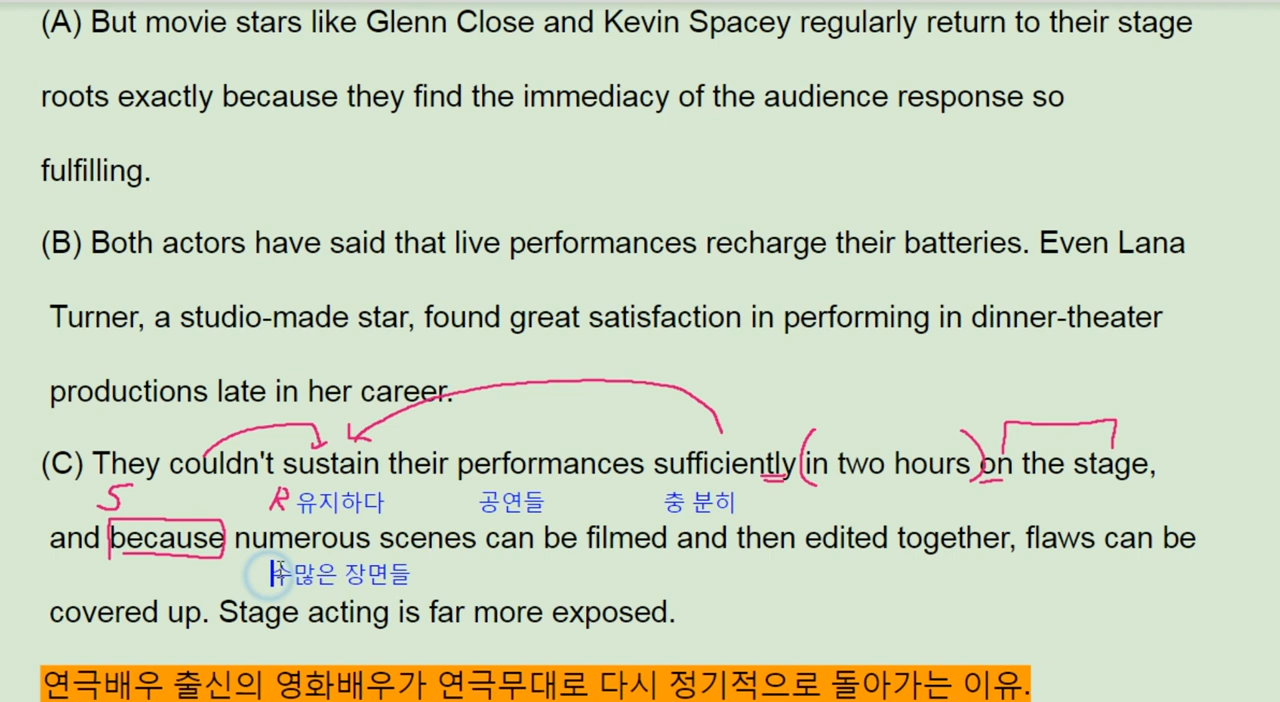 (A) But movie stars like Glenn Close and Kevin Spacey regularly return to their stage
roots exactly because they find the immediacy of the audience response so
fulfilling.
(B) Both actors have said that live performances recharge their batteries. Even Lana
Turner, a studio-made star, found great satisfaction in performing in dinner-theater
productions late in her career.
(C) They couldn't sustain their performances sufficiently in two hours on the stage,
S R 유지하다 공연들 충 분히
and because numerous scenes can be filmed and then edited together, flaws can be
수많은 장면들
covered up. Stage acting is far more exposed.
연극배우 출신의 영화배우가 연극무대로 다시 정기적으로 돌아가는 이유.